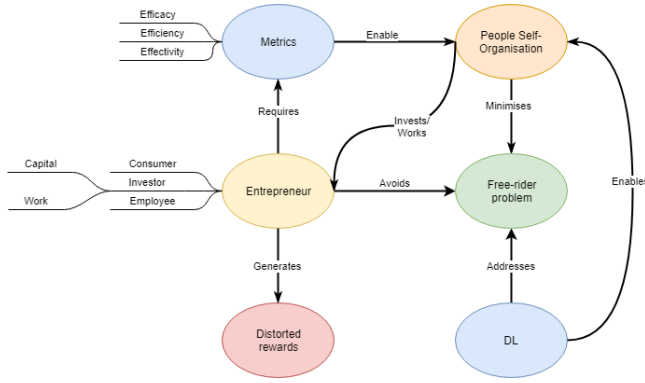 Efficacy
Efficiency
Effectivity
Metrics
Enable
People Self-
Organisation
Requires
Invests/
Works
Minimises
Capital
Work
Consumer
Investor
Employee
Entrepreneur
Avoids
Free-rider
problem
Enables
Generates
Addresses
Distorted
rewards
DL